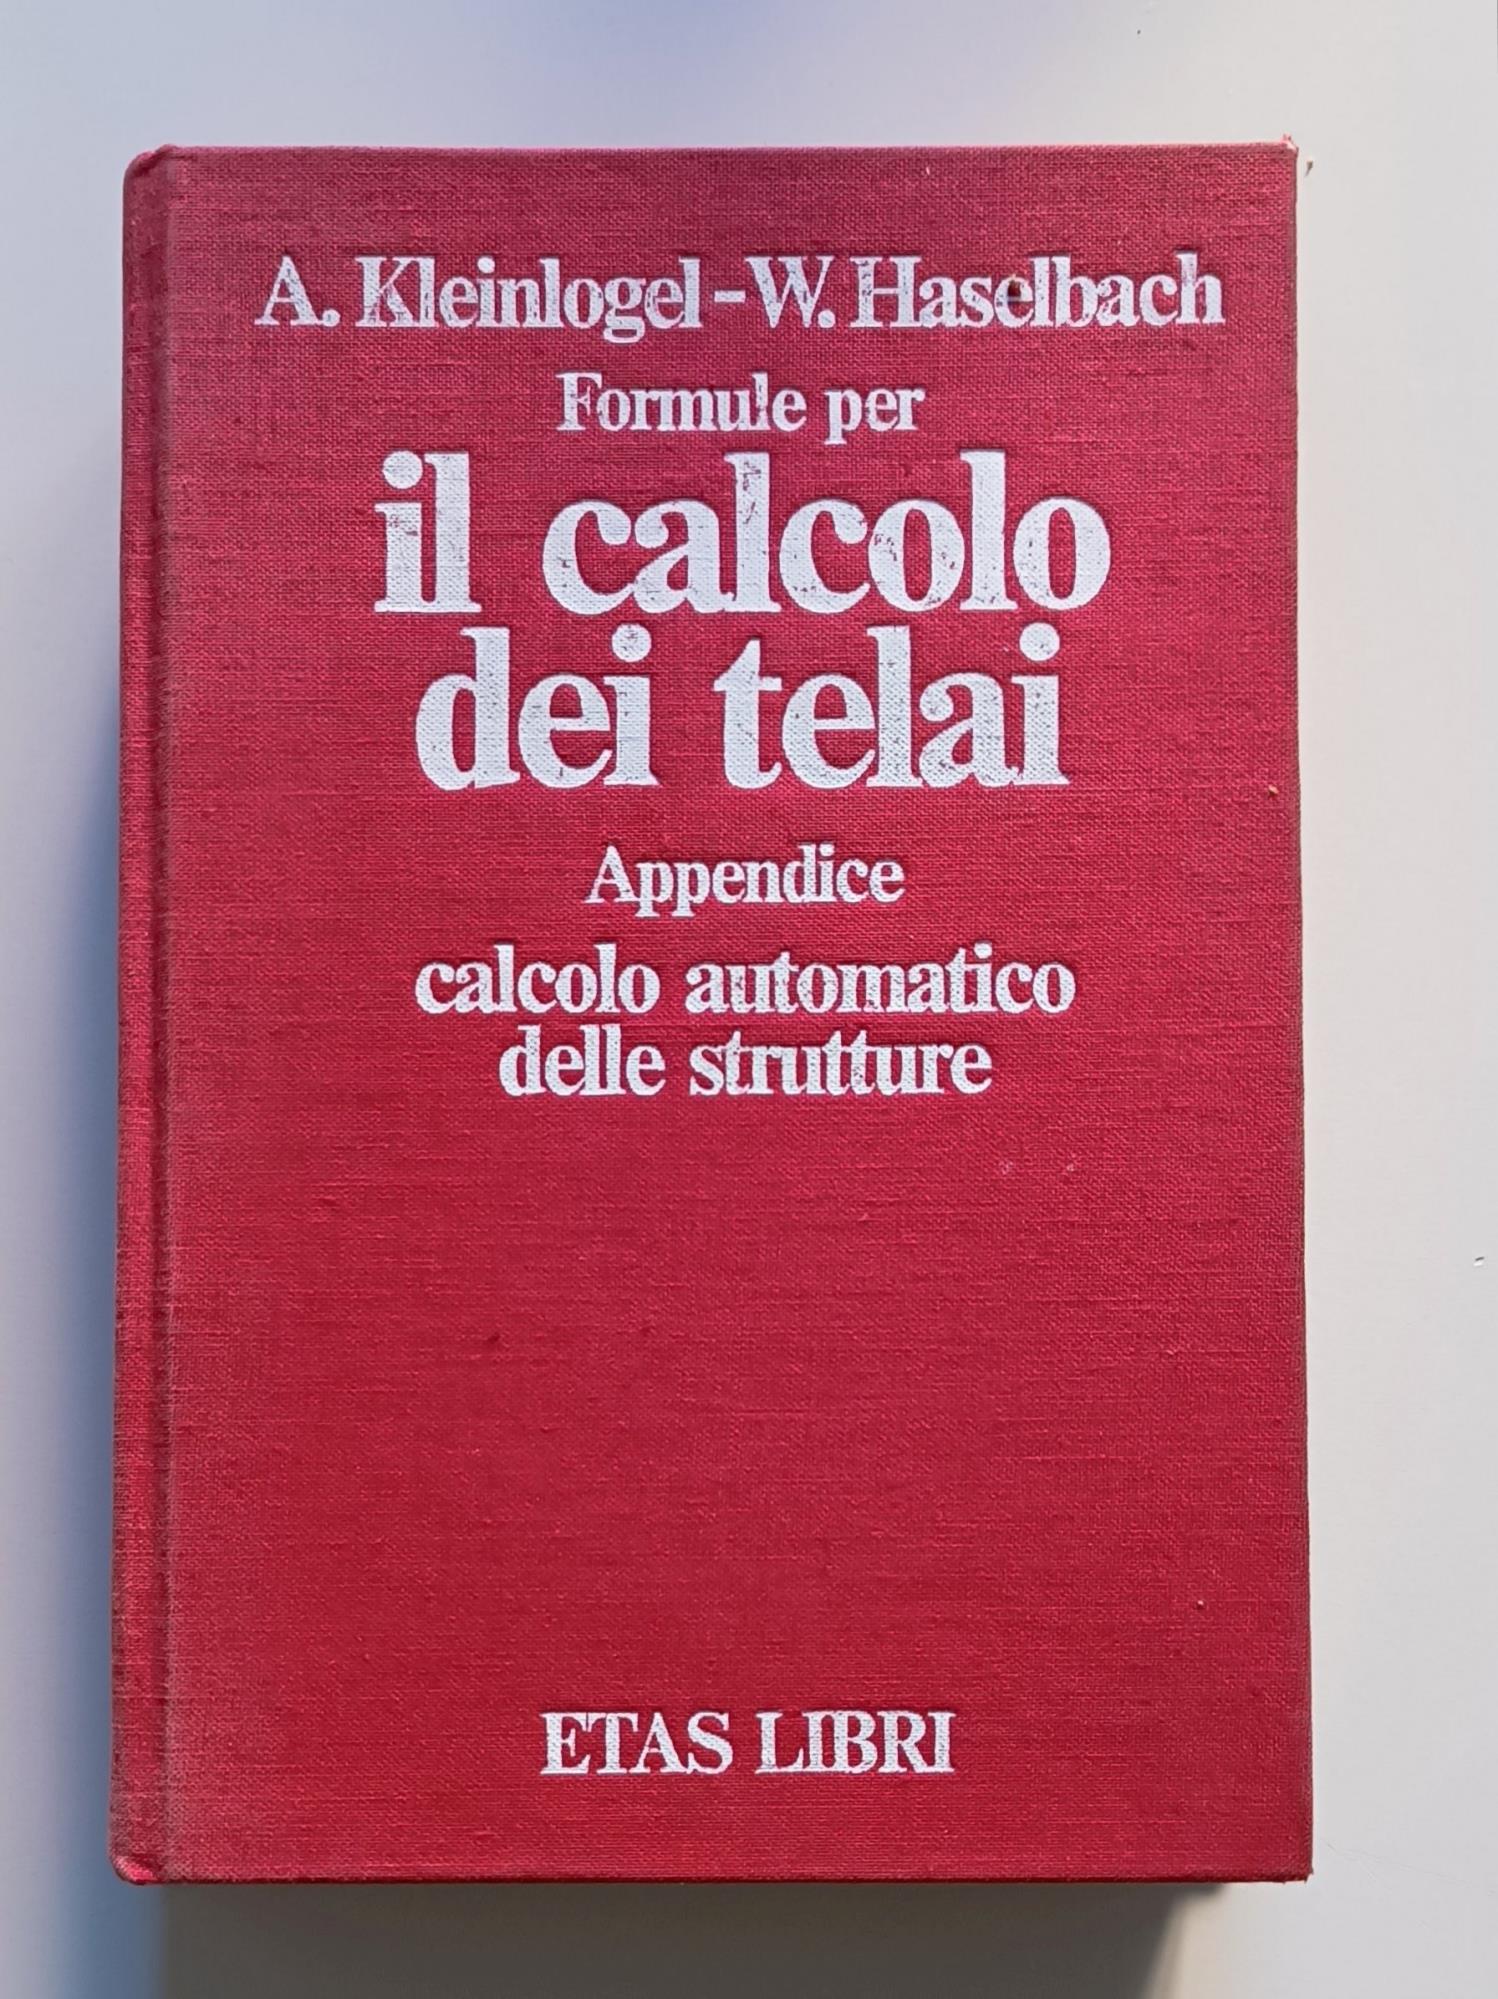 A. Kleinlogel-W. Haselbach
Formule per
il calcolo
dei telai
Appendice
calcolo automatico
delle strutture
ETAS LIBRI